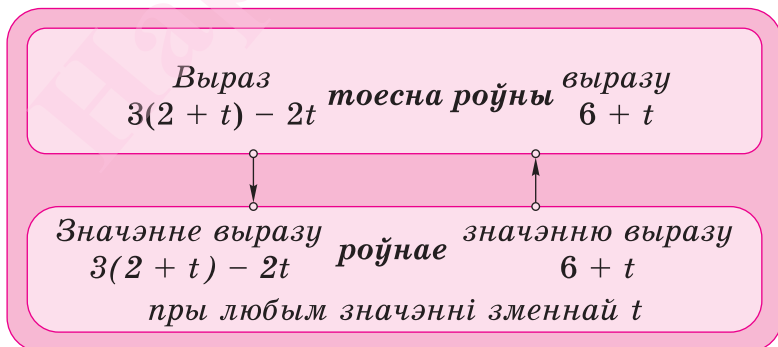 Выраз тоесна роўны выразу
3(2 + t) − 2t 6 + t
Значэнне выразу роўнае значэнню выразу
3(2 + t) − 2t 6 + t
пры любым значэнні зменнай t